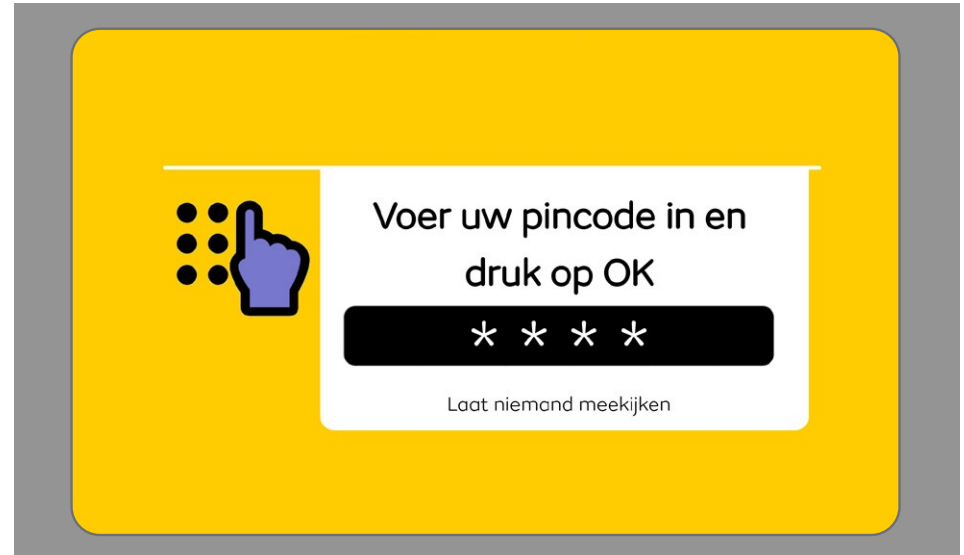 Voer uw pincode in en
druk op OK
* * * *
Laat niemand meekijken